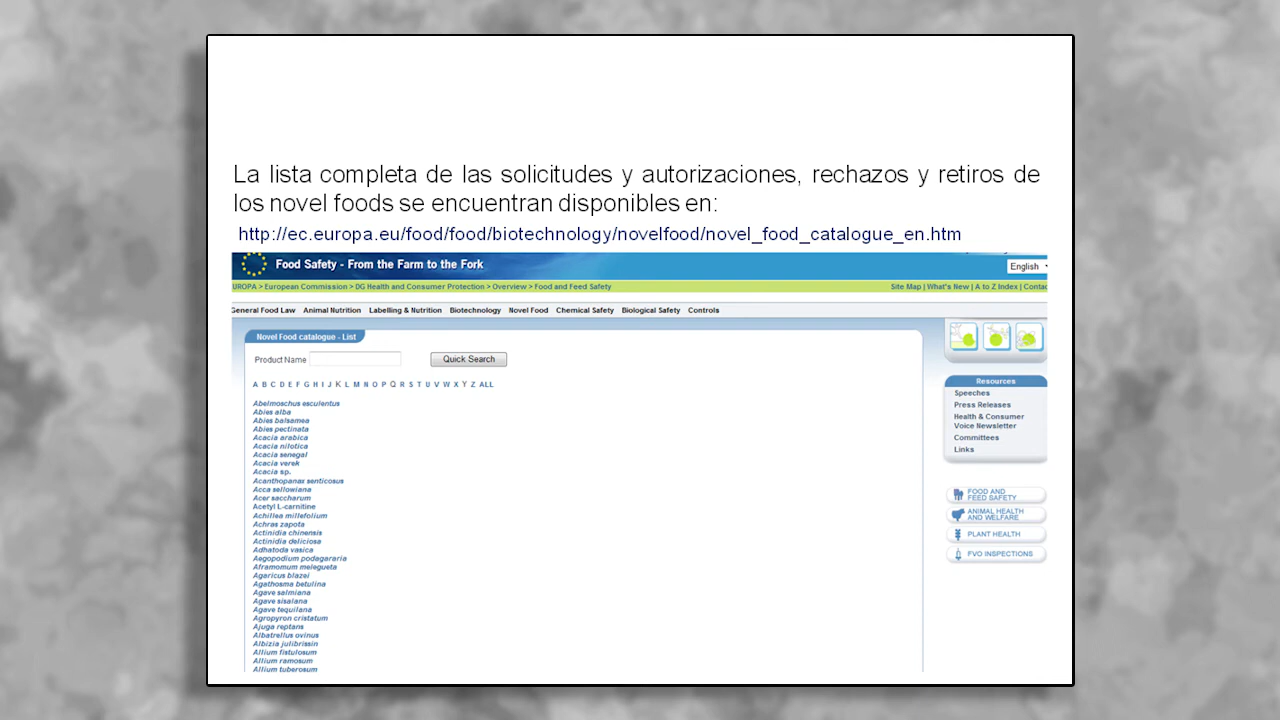 La lista completa de las solicitudes y autorizaciones, rechazos y retiros de
los novel foods se encuentran disponibles en:
http://ec.europa.eu/food/food/biotechnology/novelfood/novel_food_catalogue_en.htm
Food Safety - From the Farm to the Fork
English
UROPA > European Commission > DG Health and Consumer Protection > Overview > Food and Feed Safety
Site Map | What's New | A to Z Index | Contac
General Food Law Animal Nutrition Labelling & Nutrition Biotechnology Novel Food Chemical Safety Biological Safety Controls
Novel Food catalogue - List
Product Name
Quick Search
A B C D E F G H I J K L M N O P Q R S T U V W X Y Z ALL
Abelmoschus esculentus
Abies alba
Abies balsamea
Abies pectinata
Acacia arabica
Acacia nilotica
Acacia senegal
Acacia verek
Acacia sp.
Acanthopanax senticosus
Acca sellowiana
Acer saccharum
Acetyl L-carnitine
Achillea millefolium
Achras zapota
Actinidia chinensis
Actinidia deliciosa
Adhatoda vasica
Aegopodium podagararia
Aframomum melegueta
Agaricus blazei
Agathosma betulina
Agave salmiana
Agave sisalana
Agave tequilana
Agropyron cristatum
Ajuga reptans
Albatrellus ovinus
Albizia julibrissin
Allium fistulosum
Allium ramosum
Allium tuberosum
Resources
Speeches
Press Releases
Health & Consumer
Voice Newsletter
Committees
Links
FOOD AND
FEED SAFETY
ANIMAL HEALTH
AND WELFARE
PLANT HEALTH
FVO INSPECTIONS